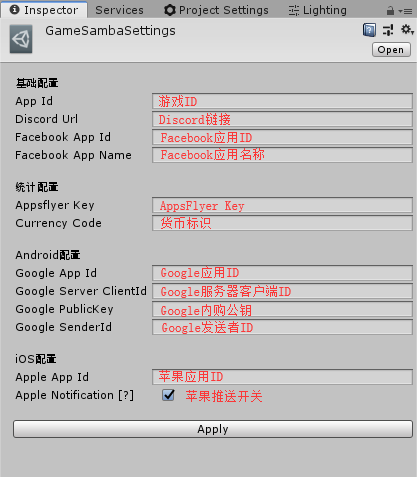 Inspector Services Project Settings Lighting
GameSambaSettings
Open
基础配置
App Id 游戏ID
Discord Url Discord链接
Facebook App Id Facebook应用ID
Facebook App Name Facebook应用名称
统计配置
Appsflyer Key AppsFlyer Key
Currency Code 货币标识
Android配置
Google App Id Google应用ID
Google Server ClientId Google服务器客户端ID
Google PublicKey Google内购公钥
Google SenderId Google发送者ID
iOS配置
Apple App Id 苹果应用ID
Apple Notification [?] 苹果推送开关
Apply